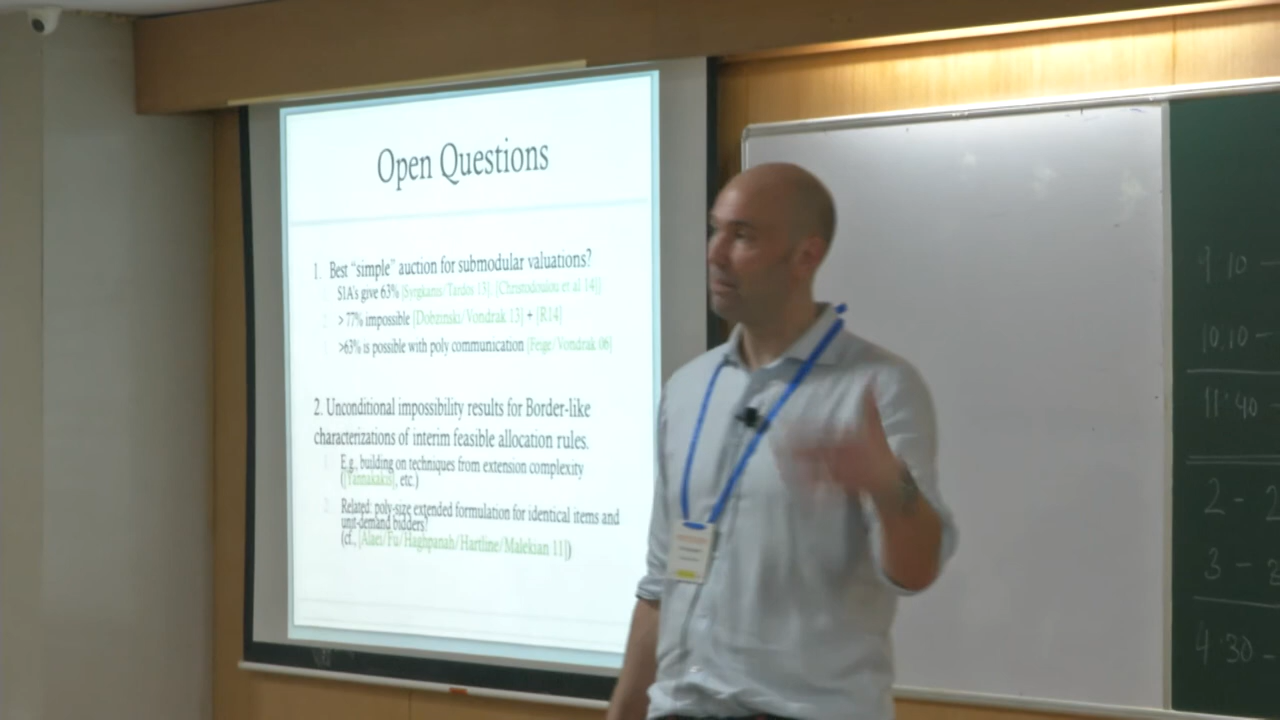 Open Questions
1. Best "simple" auction for submodular valuations?
S1A's give 63% [Syrgkanis/Tardos 13], [Christodoulou et al 14]]
> 77% impossible [Dobzinski/Vondrak 13] + [R14]
>63% is possible with poly communication [Feige/Vondrak 06]
2. Unconditional impossibility results for Border-like
characterizations of interim feasible allocation rules.
E.g., building on techniques from extension complexity
([Yannakakis], etc.)
Related: poly-size extended formulation for identical items and
unit-demand bidders?
(cf., [Alaei/Fu/Haghpanah/Hartline/Malekian 11])
9.10 -
10.10 -
11:40 -
2 - 2
3 -
4:30 -